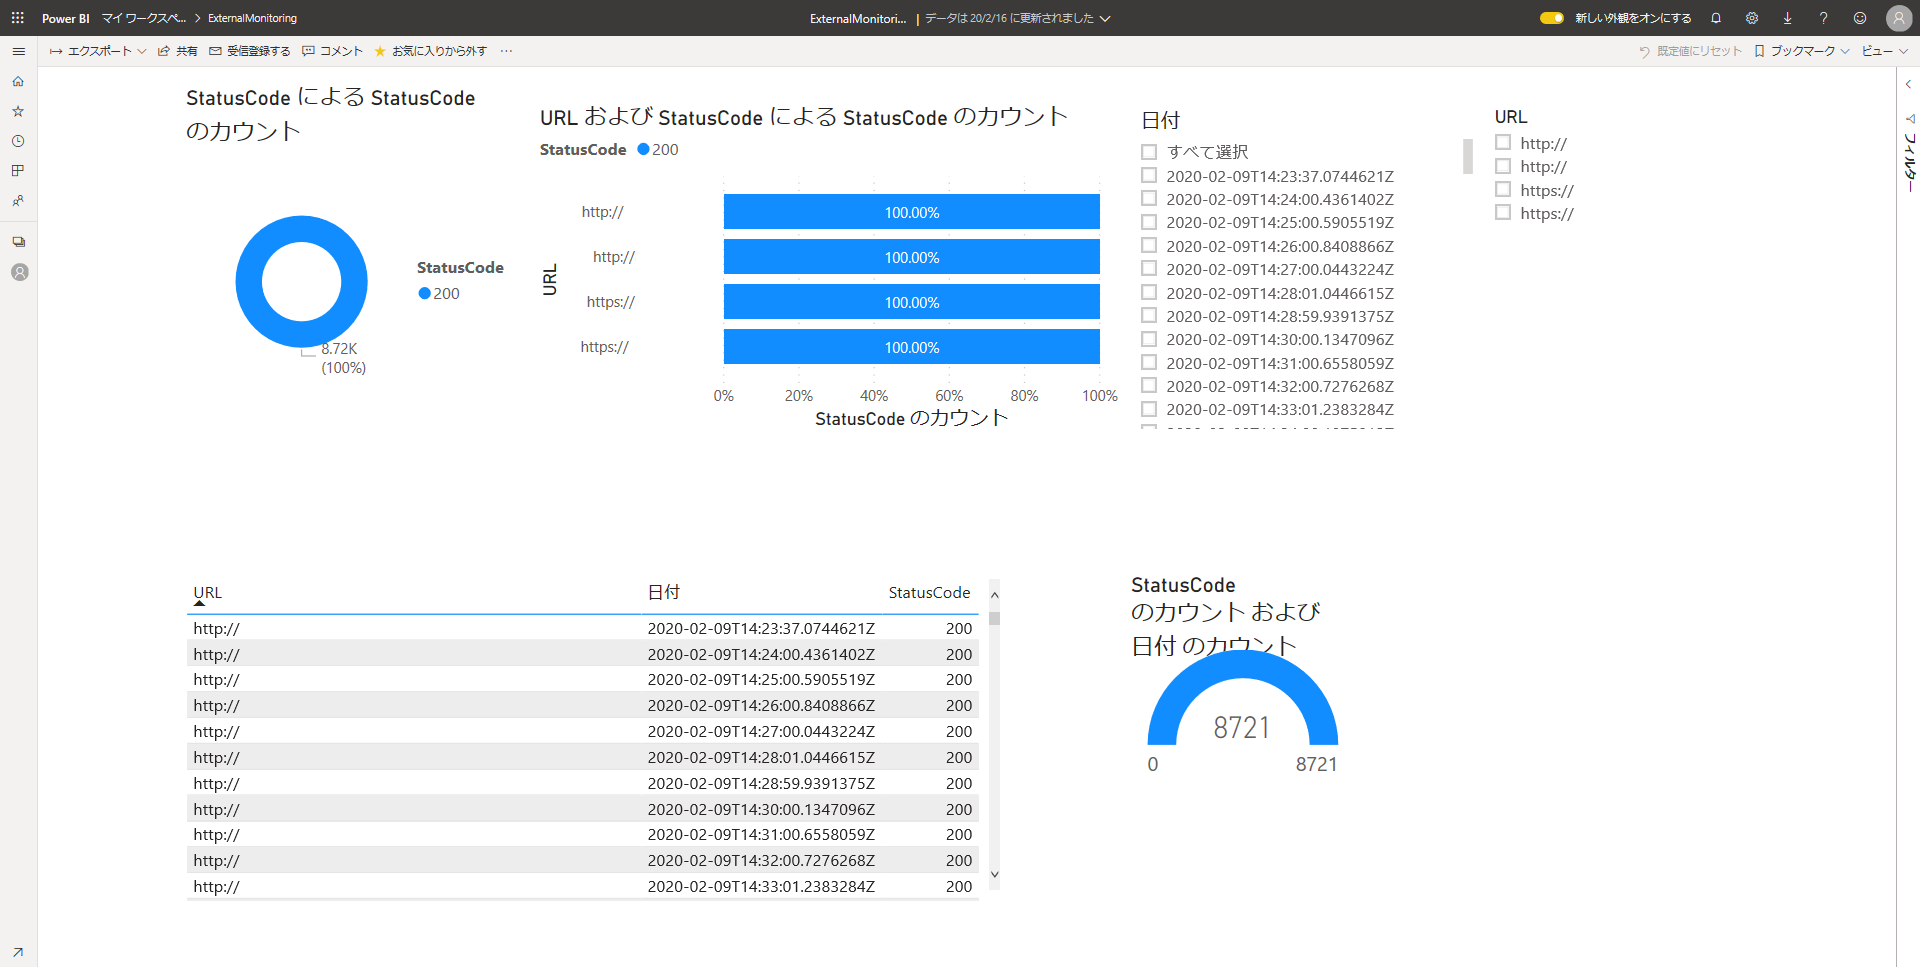 Power BI マイ ワークスペ... ExternalMonitoring
ExternalMonitori... | データは 20/2/16 に更新されました
新しい外観をオンにする
エクスポート 共有 受信登録する コメント お気に入りから外す ...
既定値にリセット ブックマーク ビュー
フィルター
StatusCode による StatusCode
のカウント
StatusCode
200
8.72K
(100%)
URL および StatusCode による StatusCode のカウント
StatusCode 200
URL
http:// 100.00%
http:// 100.00%
https:// 100.00%
https:// 100.00%
0% 20% 40% 60% 80% 100%
StatusCode のカウント
日付
すべて選択
2020-02-09T14:23:37.0744621Z
2020-02-09T14:24:00.4361402Z
2020-02-09T14:25:00.5905519Z
2020-02-09T14:26:00.8408866Z
2020-02-09T14:27:00.0443224Z
2020-02-09T14:28:01.0446615Z
2020-02-09T14:28:59.9391375Z
2020-02-09T14:30:00.1347096Z
2020-02-09T14:31:00.6558059Z
2020-02-09T14:32:00.7276268Z
2020-02-09T14:33:01.2383284Z
URL
http://
http://
https://
https://
URL 日付 StatusCode
http:// 2020-02-09T14:23:37.0744621Z 200
http:// 2020-02-09T14:24:00.4361402Z 200
http:// 2020-02-09T14:25:00.5905519Z 200
http:// 2020-02-09T14:26:00.8408866Z 200
http:// 2020-02-09T14:27:00.0443224Z 200
http:// 2020-02-09T14:28:01.0446615Z 200
http:// 2020-02-09T14:28:59.9391375Z 200
http:// 2020-02-09T14:30:00.1347096Z 200
http:// 2020-02-09T14:31:00.6558059Z 200
http:// 2020-02-09T14:32:00.7276268Z 200
http:// 2020-02-09T14:33:01.2383284Z 200
StatusCode
のカウント および
日付 のカウント
8721
0 8721